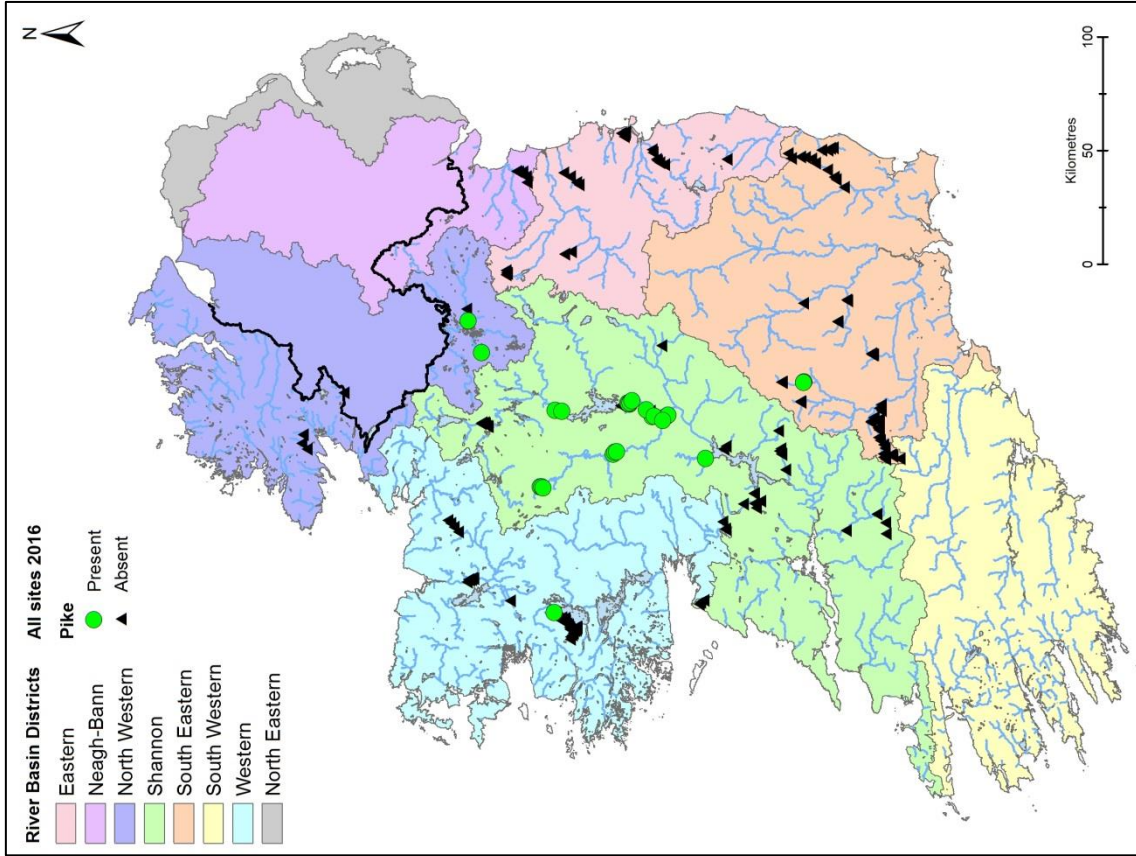 River Basin Districts
Eastern
Neagh-Bann
North Western
Shannon
South Eastern
South Western
Western
North Eastern
All sites 2016
Pike
Present
Absent
N
0 50 100
Kilometres